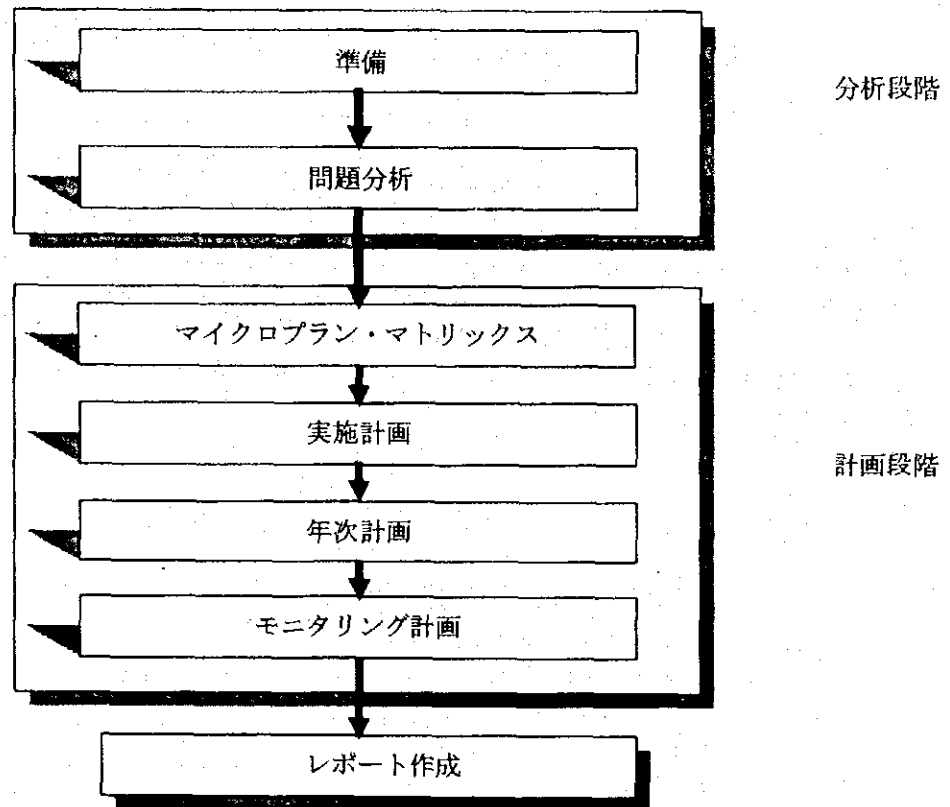 準備
分析段階
問題分析
マイクロプラン・マトリックス
実施計画
計画段階
年次計画
モニタリング計画
レポート作成